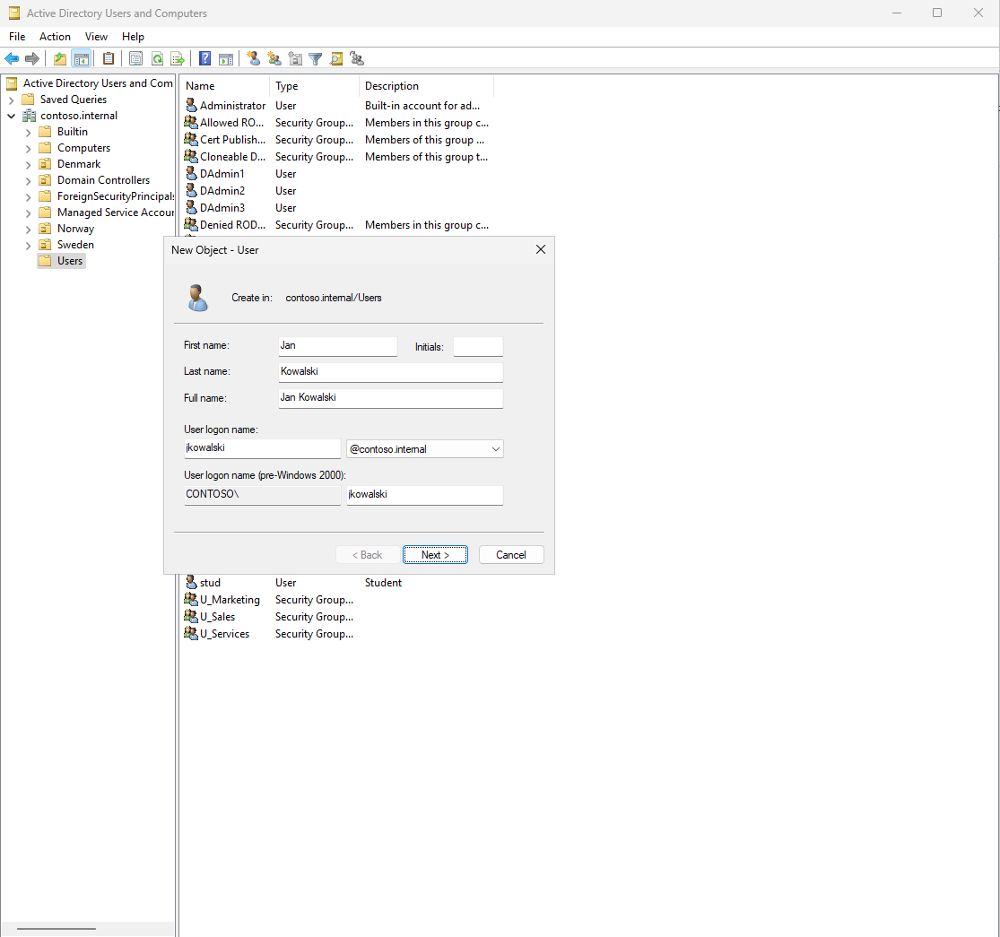 Active Directory Users and Computers
File Action View Help
Active Directory Users and Com
Saved Queries
contoso.internal
Builtin
Computers
Denmark
Domain Controllers
ForeignSecurityPrincipals
Managed Service Accour
Norway
Sweden
Users
Name Type Description
Administrator User Built-in account for ad...
Allowed RO... Security Group... Members in this group c...
Cert Publish... Security Group... Members of this group ...
Cloneable D... Security Group... Members of this group t...
DAdmin1 User
DAdmin2 User
DAdmin3 User
Denied ROD... Security Group... Members in this group c...
New Object - User
Create in: contoso.internal/Users
First name: Jan Initials:
Last name: Kowalski
Full name: Jan Kowalski
User logon name:
jkowalski @contoso.internal
User logon name (pre-Windows 2000):
CONTOSO\ jkowalski
< Back Next > Cancel
stud User Student
U_Marketing Security Group...
U_Sales Security Group...
U_Services Security Group...